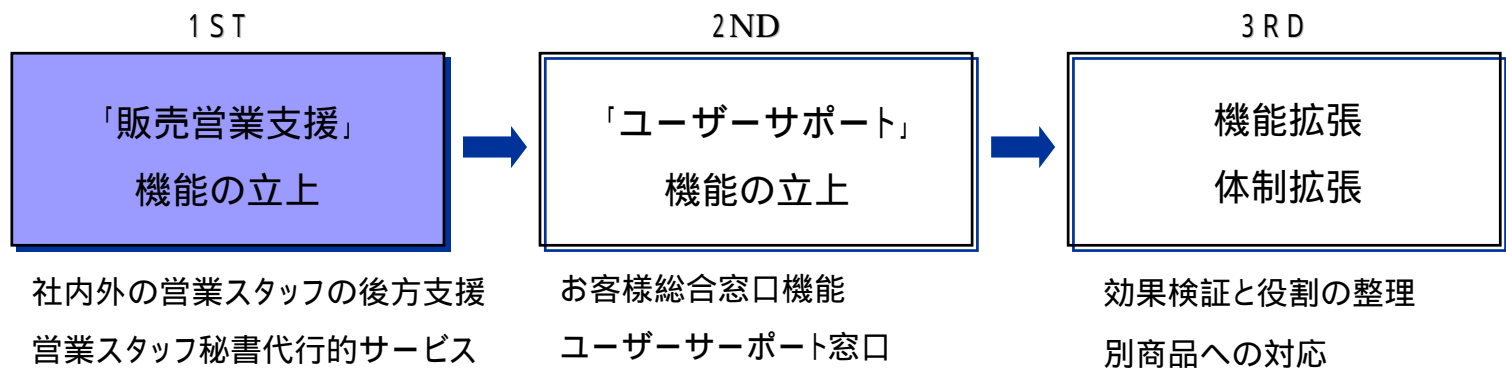 1ST
「販売営業支援」
機能の立上
社内外の営業スタッフの後方支援
営業スタッフ秘書代行的サービス
2ND
「ユーザーサポート」
機能の立上
お客様総合窓口機能
ユーザーサーポート窓口
3RD
機能拡張
体制拡張
効果検証と役割の整理
別商品への対応